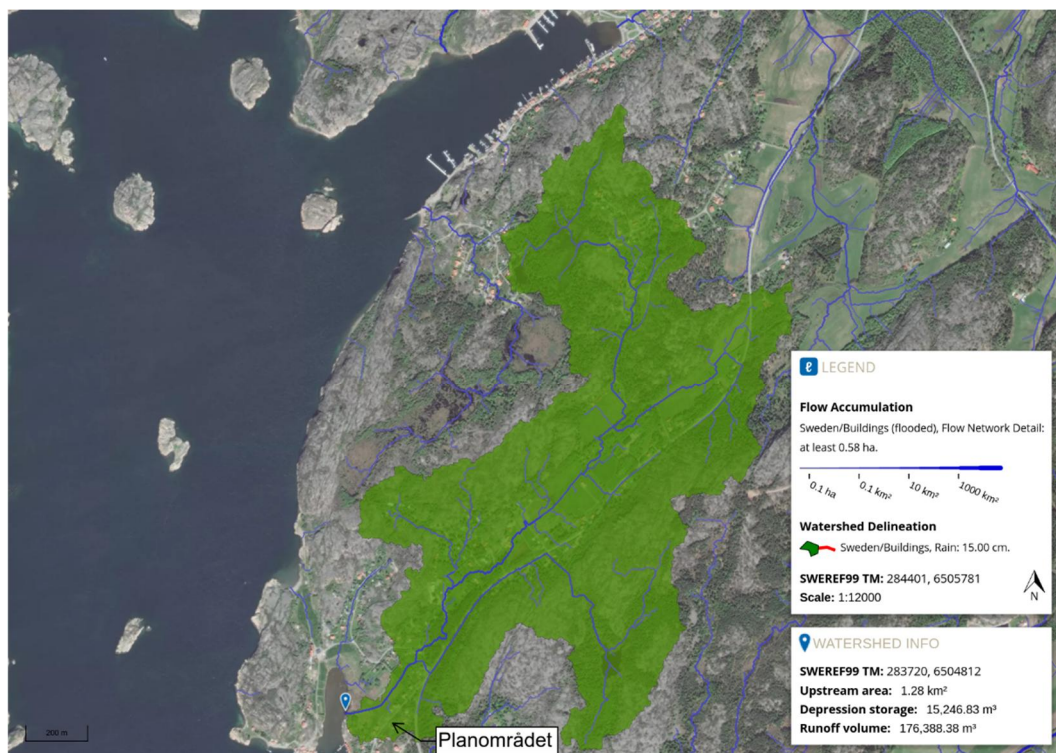 LEGEND
Flow Accumulation
Sweden/Buildings (flooded), Flow Network Detail:
at least 0.58 ha.
0.1 ha 0.1 km² 10 km² 1000 km²
Watershed Delineation
Sweden/Buildings, Rain: 15.00 cm.
SWEREF99 TM: 284401, 6505781
Scale: 1:12000
N
WATERSHED INFO
SWEREF99 TM: 283720, 6504812
Upstream area: 1.28 km²
Depression storage: 15,246.83 m³
Runoff volume: 176,388.38 m³
200 m
Planområdet